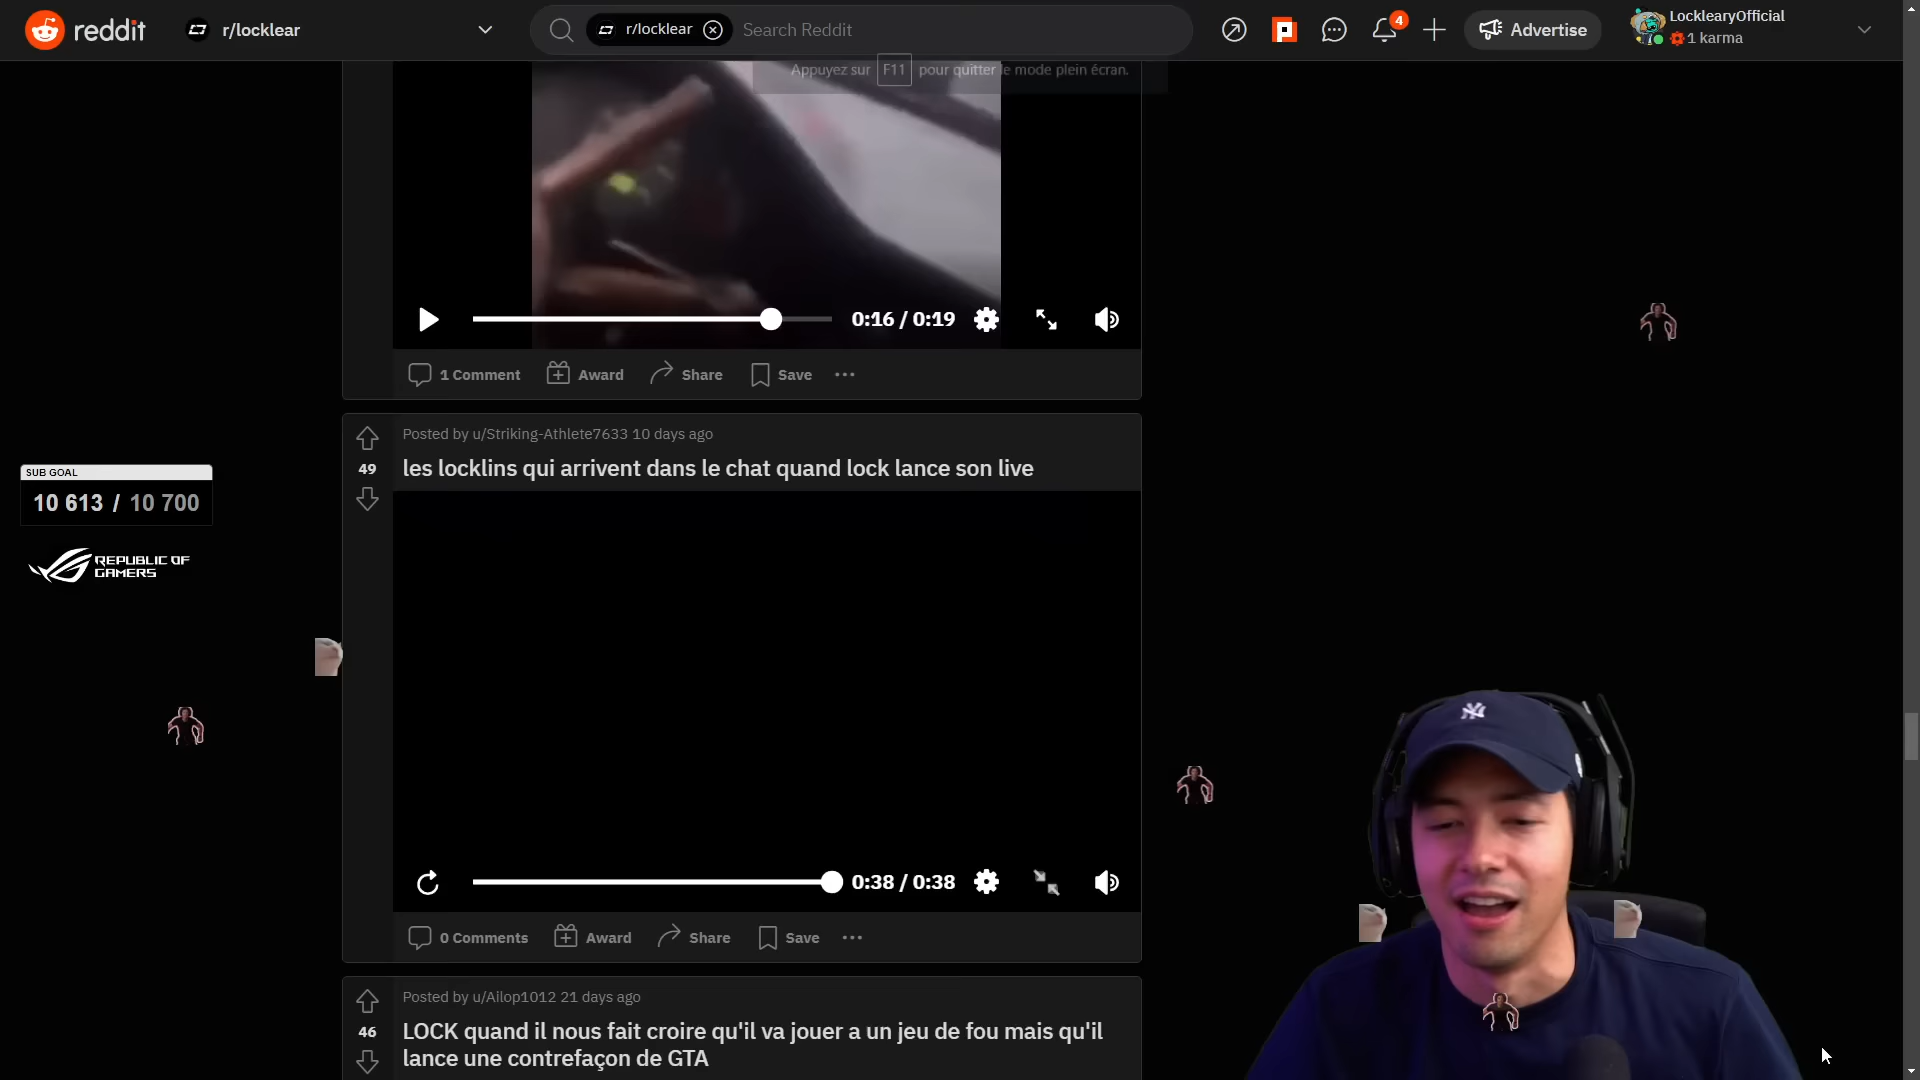 reddit
r/locklear
r/locklear
Search Reddit
4
Advertise
LocklearyOfficial
1 karma
Appuyez sur F11 pour quitter le mode plein écran.
0:16 / 0:19
1 Comment
Award
Share
Save
Posted by u/Striking-Athlete7633 10 days ago
49
les locklins qui arrivent dans le chat quand lock lance son live
SUB GOAL
10 613 / 10 700
REPUBLIC OF
GAMERS
0:38 / 0:38
0 Comments
Award
Share
Save
Posted by u/Ailop1012 21 days ago
46
LOCK quand il nous fait croire qu'il va jouer a un jeu de fou mais qu'il
lance une contrefaçon de GTA
NY